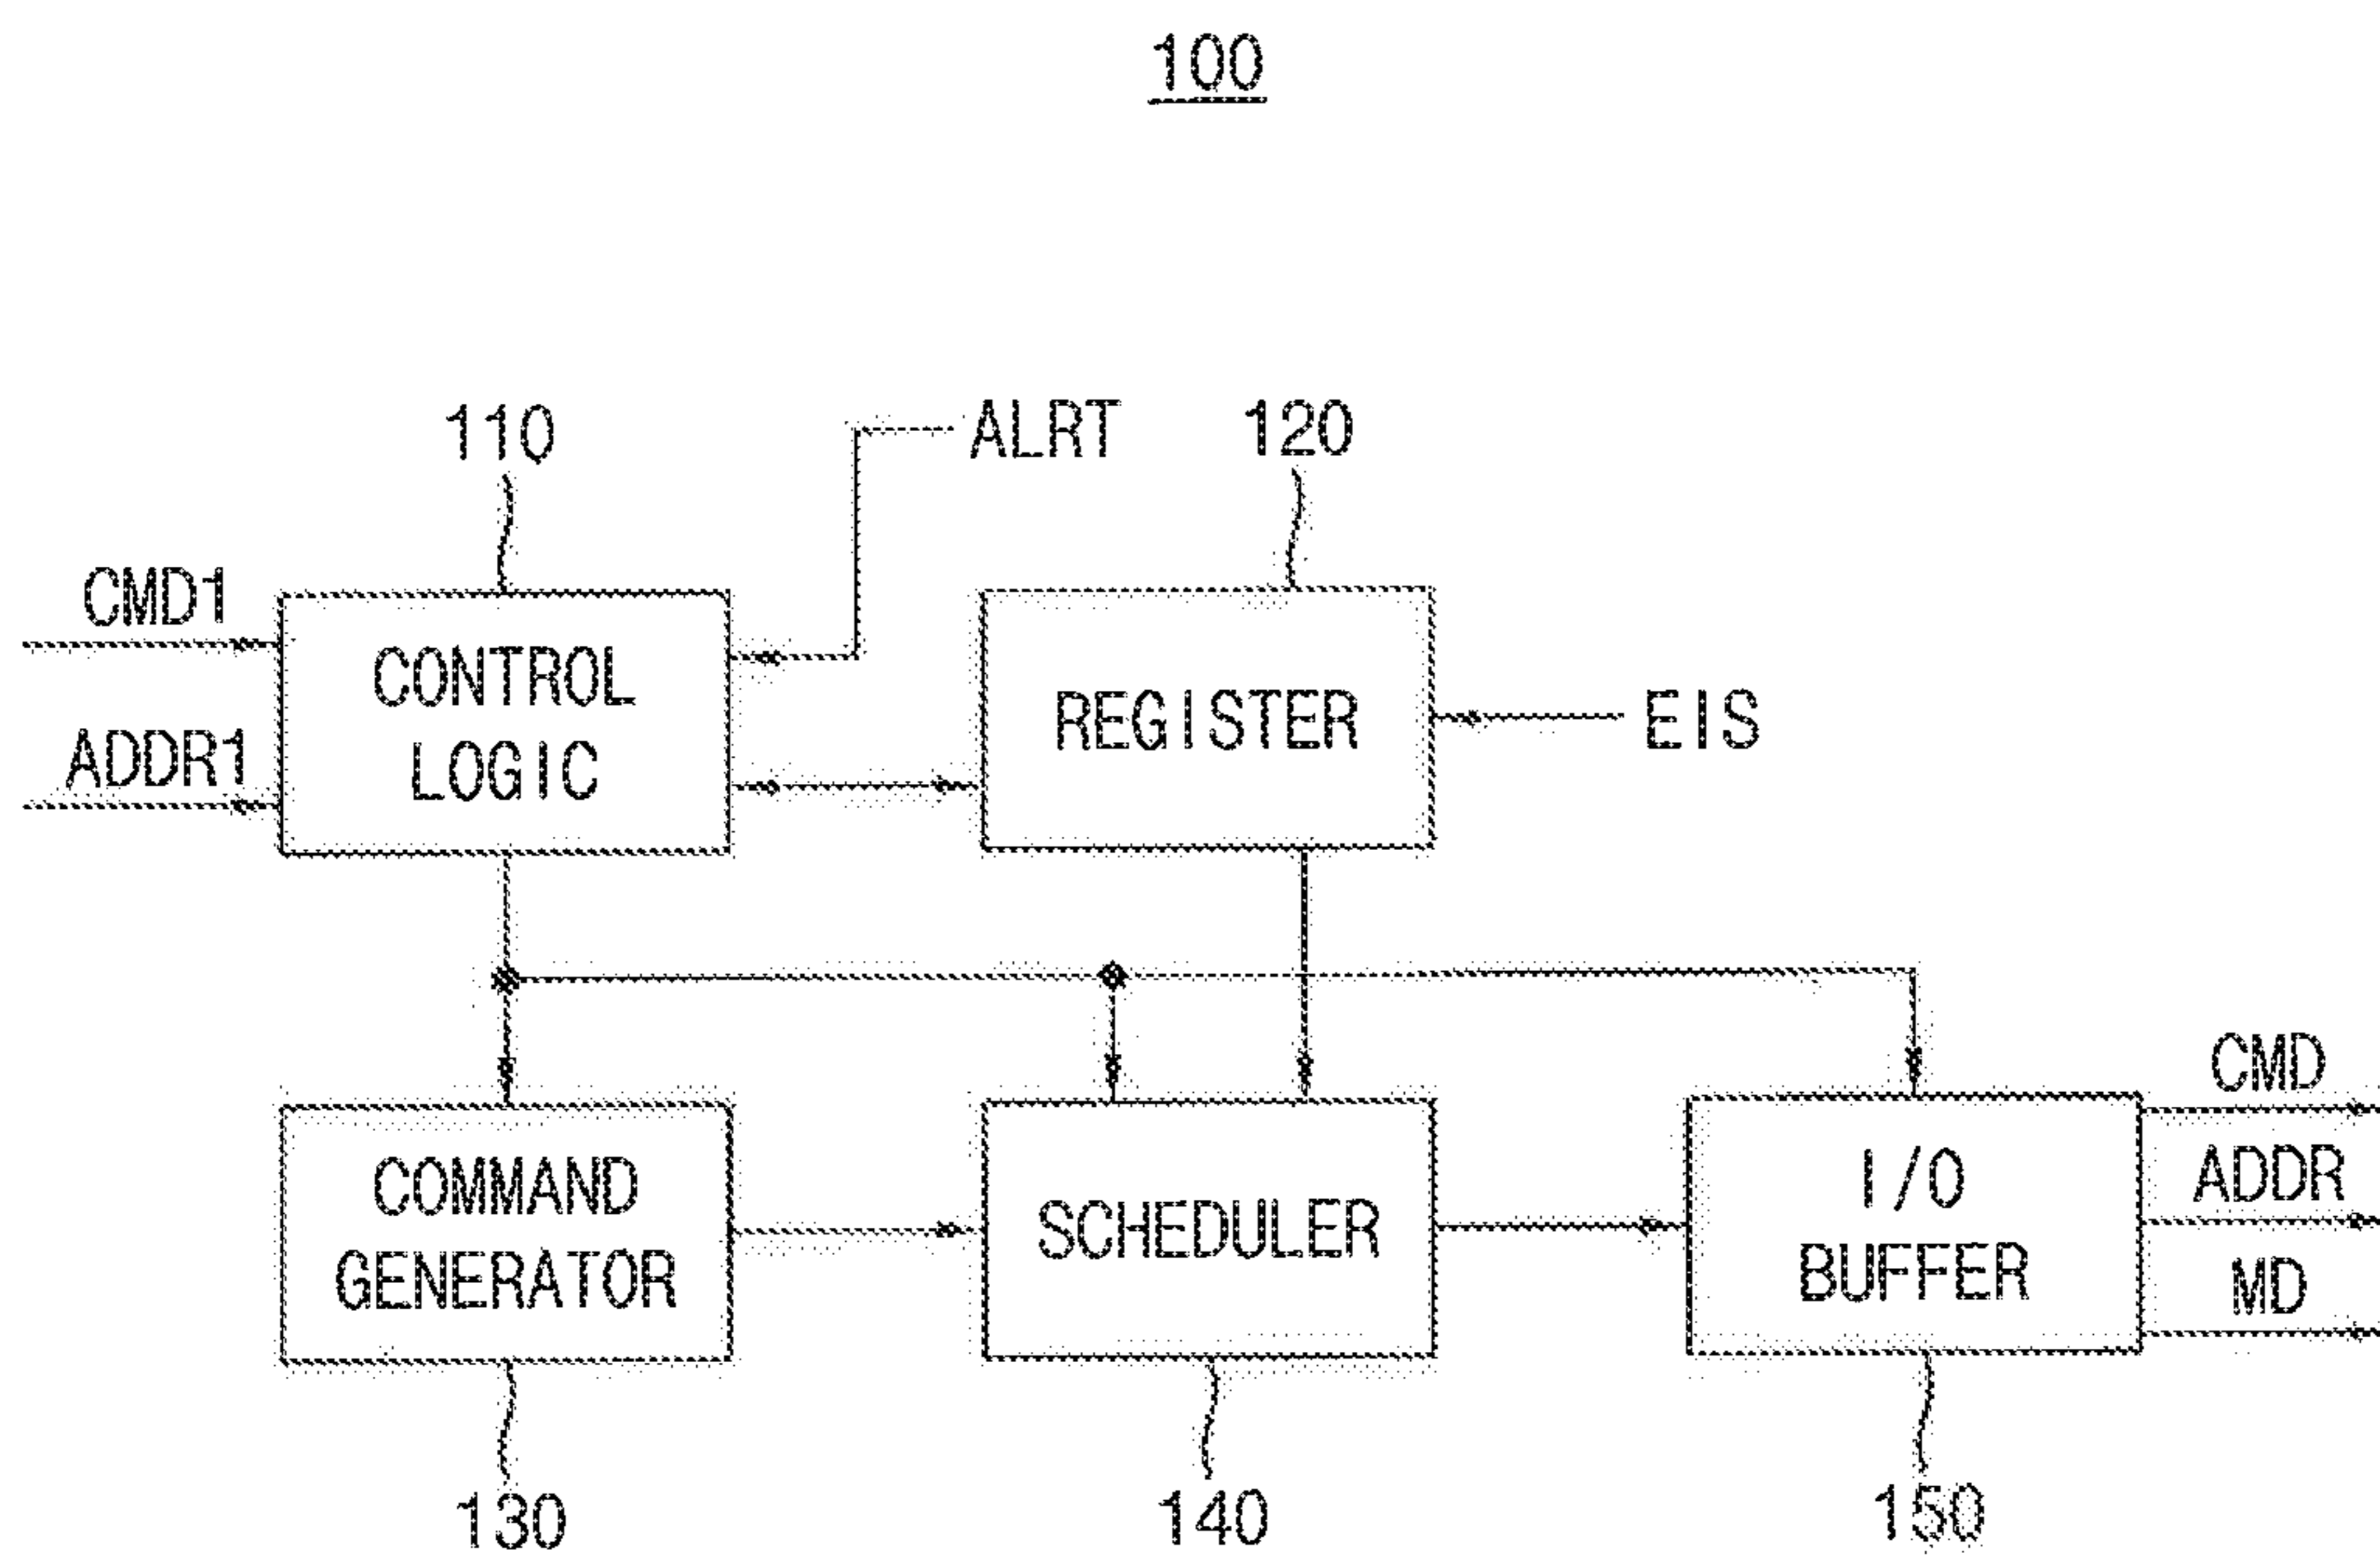 100
110
ALRT
120
CMD1
ADDR1
CONTROL
LOGIC
REGISTER
EIS
COMMAND
GENERATOR
SCHEDULER
I/O
BUFFER
CMD
ADDR
MD
130
140
150